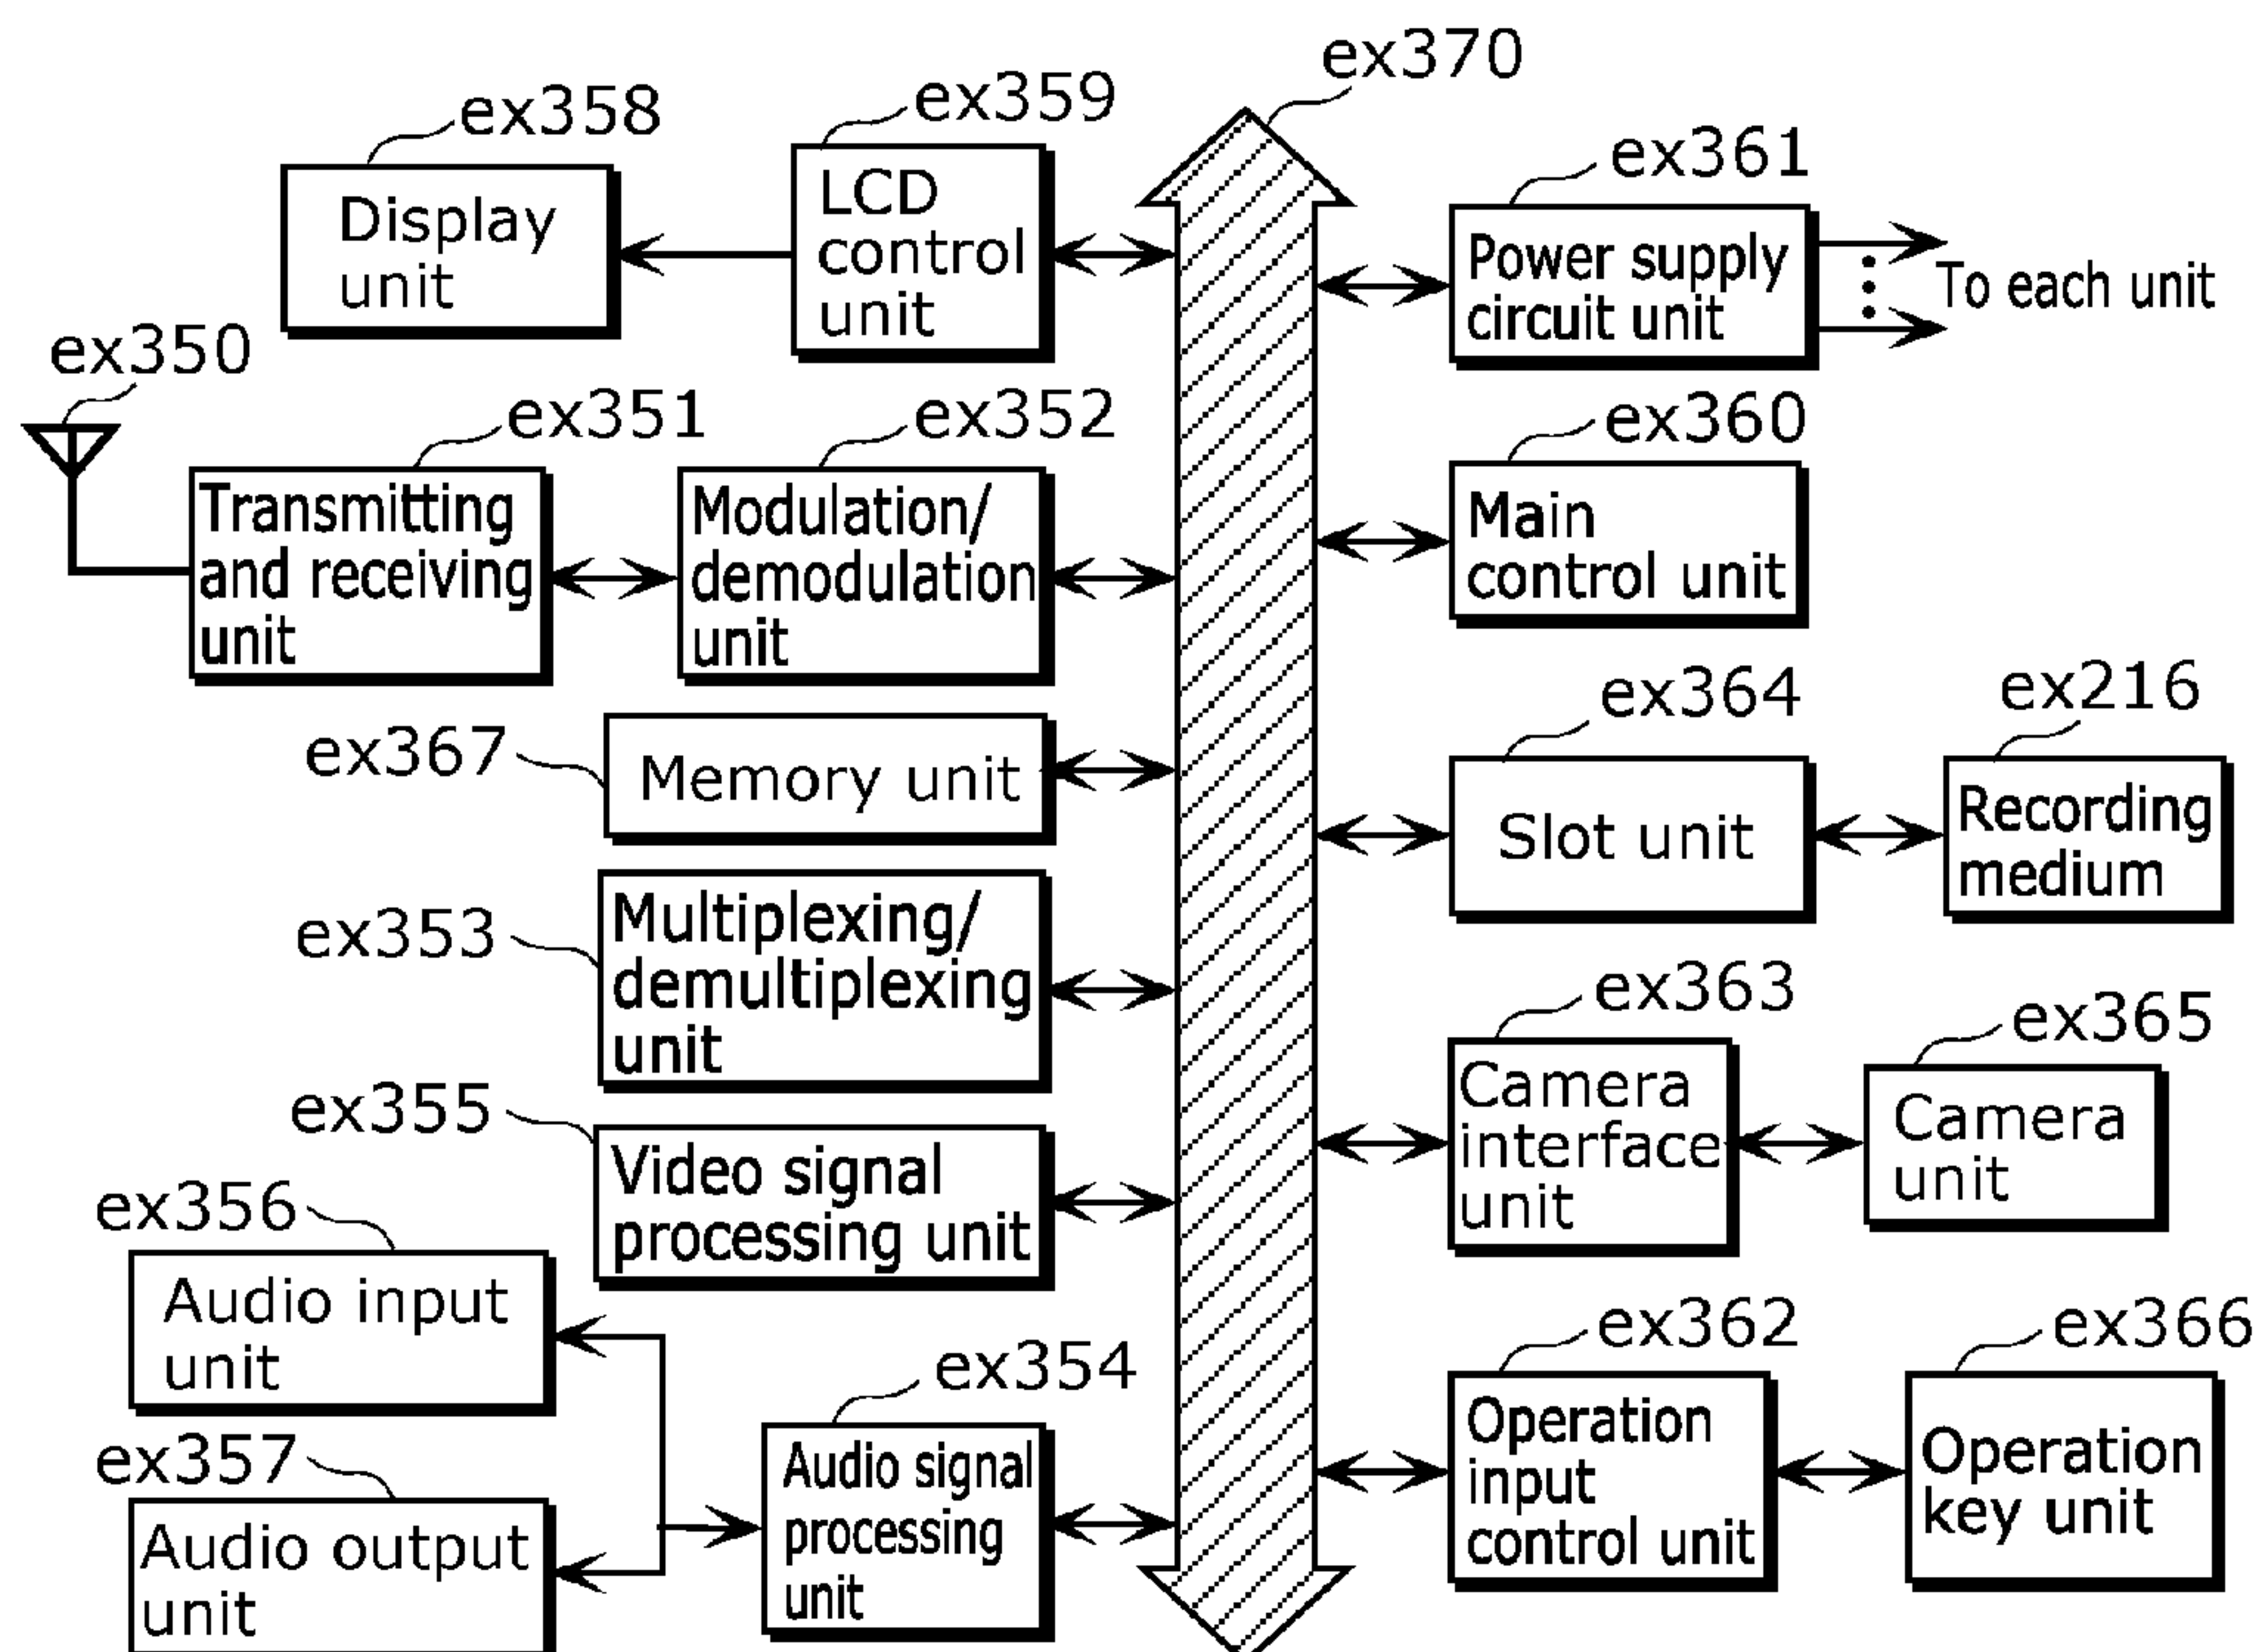 ex370
ex359
ex358
ex361
LCD
control
unit
Display
unit
Power supply
circuit unit
To each unit
ex350
ex351
ex352
ex360
Transmitting
and receiving
unit
Modulation/
demodulation
unit
Main
control unit
ex364
ex216
ex367
Memory unit
Slot unit
Recording
medium
ex353
Multiplexing/
demultiplexing
unit
ex363
ex365
Camera
interface
unit
Camera
unit
ex355
Video signal
processing unit
ex356
Audio input
unit
ex354
ex362
ex366
ex357
Audio output
unit
Audio signal
processing
unit
Operation
input
control unit
Operation
key unit